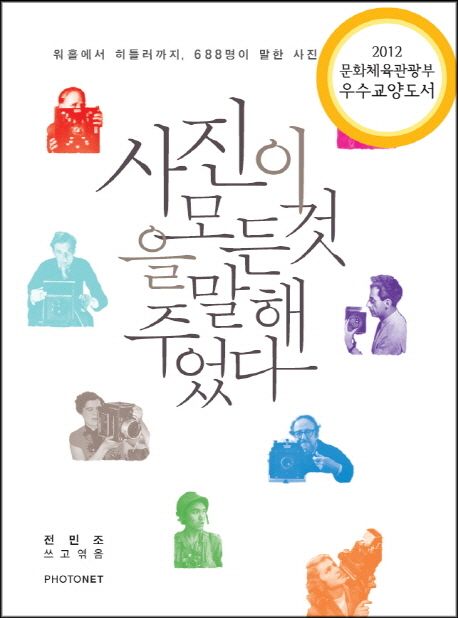 워홀에서 히틀러까지, 688명이 말한 사진
2012
문화체육관광부
우수교양도서
사진이
모든것
을
말해
주었다
전민조
쓰고엮음
PHOTONET